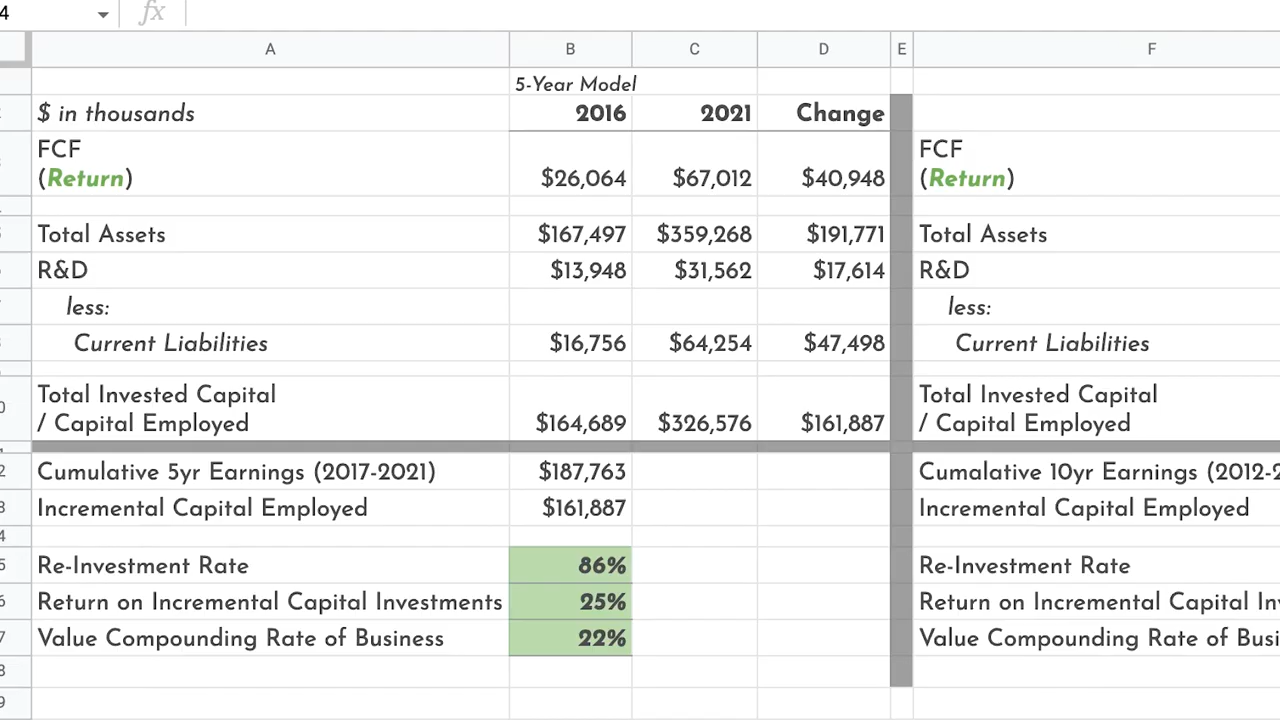 4 fx
A B C D E F
5-Year Model
$ in thousands 2016 2021 Change
FCF FCF
(Return) $26,064 $67,012 $40,948 (Return)
Total Assets $167,497 $359,268 $191,771 Total Assets
R&D $13,948 $31,562 $17,614 R&D
less: less:
Current Liabilities $16,756 $64,254 $47,498 Current Liabilities
Total Invested Capital Total Invested Capital
/ Capital Employed $164,689 $326,576 $161,887 / Capital Employed
Cumulative 5yr Earnings (2017-2021) $187,763 Cumalative 10yr Earnings (2012-2
Incremental Capital Employed $161,887 Incremental Capital Employed
Re-Investment Rate 86% Re-Investment Rate
Return on Incremental Capital Investments 25% Return on Incremental Capital Inv
Value Compounding Rate of Business 22% Value Compounding Rate of Busi